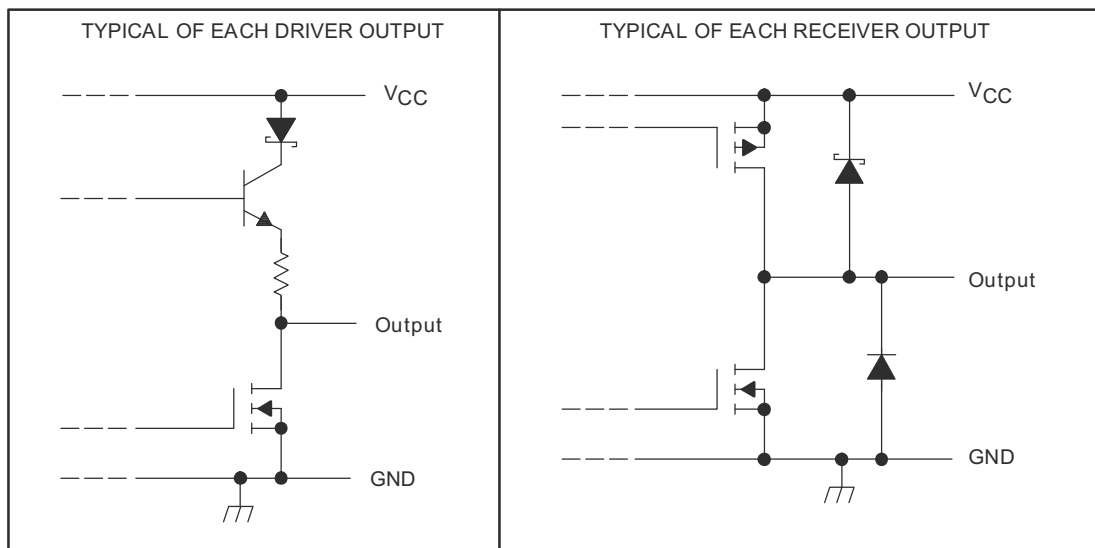 TYPICAL OF EACH DRIVER OUTPUT
VCC
Output
GND
TYPICAL OF EACH RECEIVER OUTPUT
VCC
Output
GND